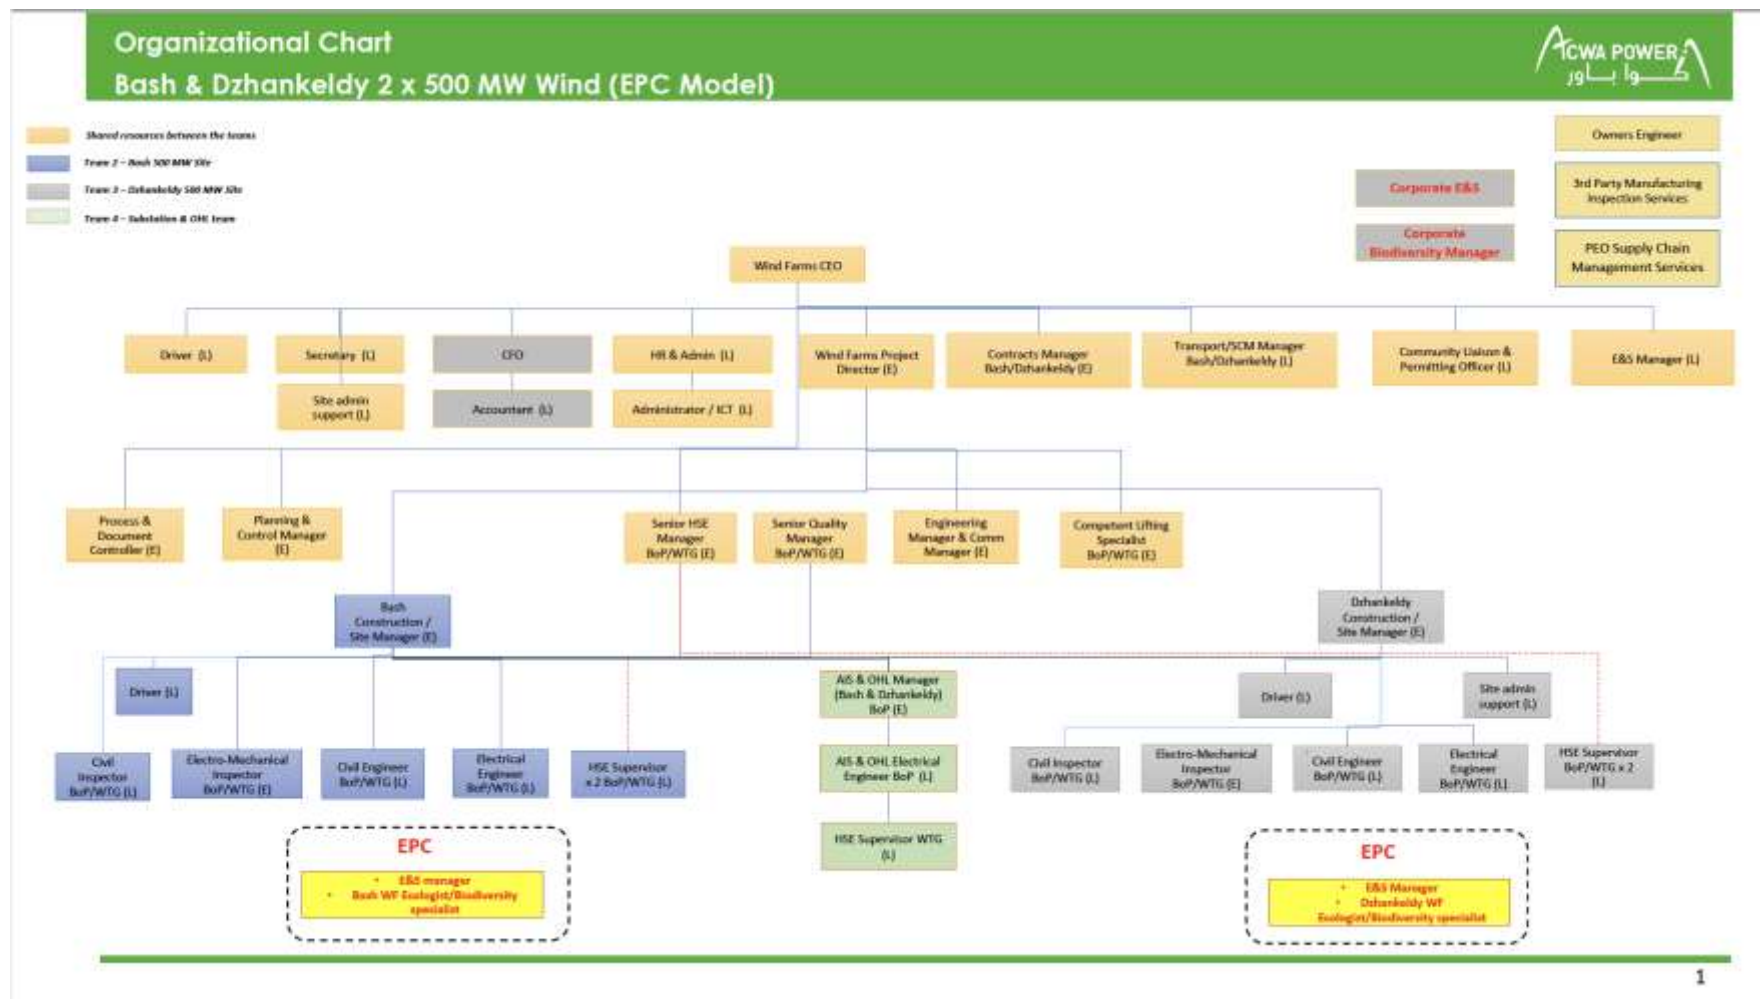 Organizational Chart
Bash & Dzhankeldy 2 x 500 MW Wind (EPC Model)
ACWA POWER
أكوا باور
Shared resources between the teams
Team 2 – Bash 500 MW Site
Team 3 – Dzhankeldy 500 MW Site
Team 4 – Substation & OHL team
Owners Engineer
Corporate E&S
3rd Party Manufacturing
Inspection Services
Corporate
Biodiversity Manager
PEO Supply Chain
Management Services
Wind Farms CEO
Driver (L)
Secretary (L)
CFO
HR & Admin (L)
Wind Farms Project
Director (E)
Contracts Manager
Bash/Dzhankeldy (E)
Transport/SCM Manager
Bash/Dzhankeldy (L)
Community Liaison &
Permitting Officer (L)
E&S Manager (L)
Site admin
support (L)
Accountant (L)
Administrator / ICT (L)
Process &
Document
Controller (E)
Planning &
Control Manager
(E)
Senior HSE
Manager
BoP/WTG (E)
Senior Quality
Manager
BoP/WTG (E)
Engineering
Manager & Comm
Manager (E)
Competent Lifting
Specialist
BoP/WTG (E)
Bash
Construction /
Site Manager (E)
Dzhankeldy
Construction /
Site Manager (E)
Driver (L)
AIS & OHL Manager
(Bash & Dzhankeldy)
BoP (E)
Driver (L)
Site admin
support (L)
Civil
Inspector
BoP/WTG (L)
Electro-Mechanical
Inspector
BoP/WTG (E)
Civil Engineer
BoP/WTG (L)
Electrical
Engineer
BoP/WTG (L)
HSE Supervisor
x 2 BoP/WTG (L)
AIS & OHL Electrical
Engineer BoP (L)
Civil Inspector
BoP/WTG (L)
Electro-Mechanical
Inspector
BoP/WTG (E)
Civil Engineer
BoP/WTG (L)
Electrical
Engineer
BoP/WTG (L)
HSE Supervisor
BoP/WTG x 2
(L)
HSE Supervisor WTG
(L)
EPC
• E&S manager
• Bash WF Ecologist/Biodiversity
specialist
EPC
• E&S Manager
• Dzhankeldy WF
Ecologist/Biodiversity specialist
1